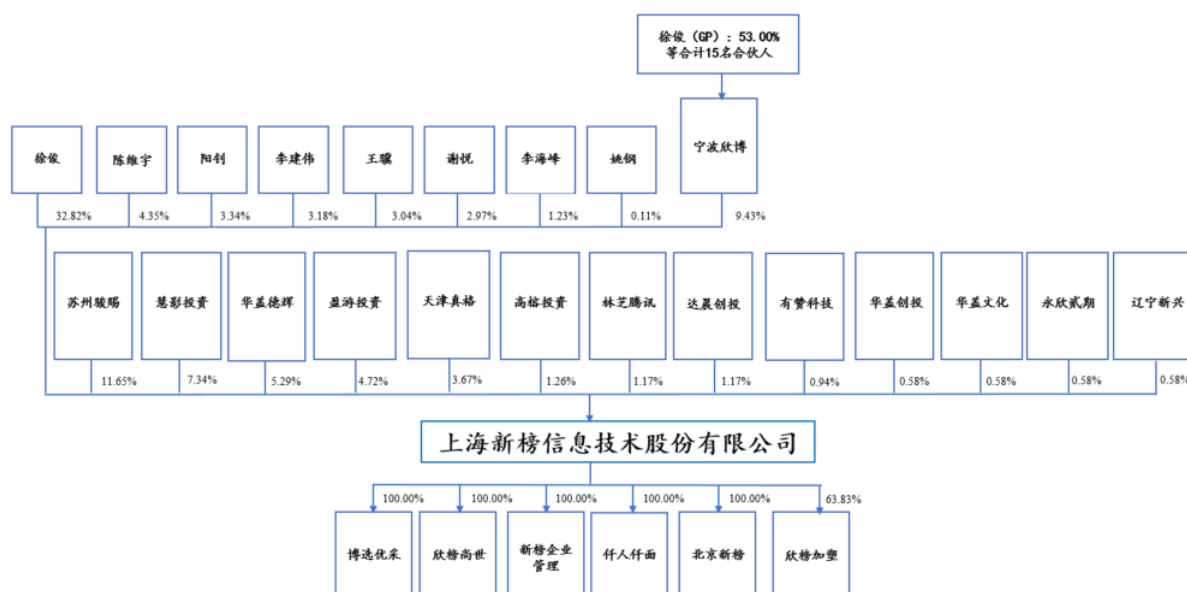 徐俊（GP）：53.00%
等合计15名合伙人
徐俊
陈维宇
阳钊
李建伟
王骥
谢悦
李海峰
姚钢
宁波欣博
32.82%
4.35%
3.34%
3.18%
3.04%
2.97%
1.23%
0.11%
9.43%
苏州骏赐
慧影投资
华盖德辉
盈游投资
天津真格
高榕投资
林芝腾讯
达晨创投
有赞科技
华盖创投
华盖文化
永欣贰期
辽宁新兴
11.65%
7.34%
5.29%
4.72%
3.67%
1.26%
1.17%
1.17%
0.94%
0.58%
0.58%
0.58%
0.58%
上海新榜信息技术股份有限公司
100.00%
100.00%
100.00%
100.00%
100.00%
63.83%
博选优采
欣榜尚世
新榜企业
管理
仟人仟面
北京新榜
欣榜加塑